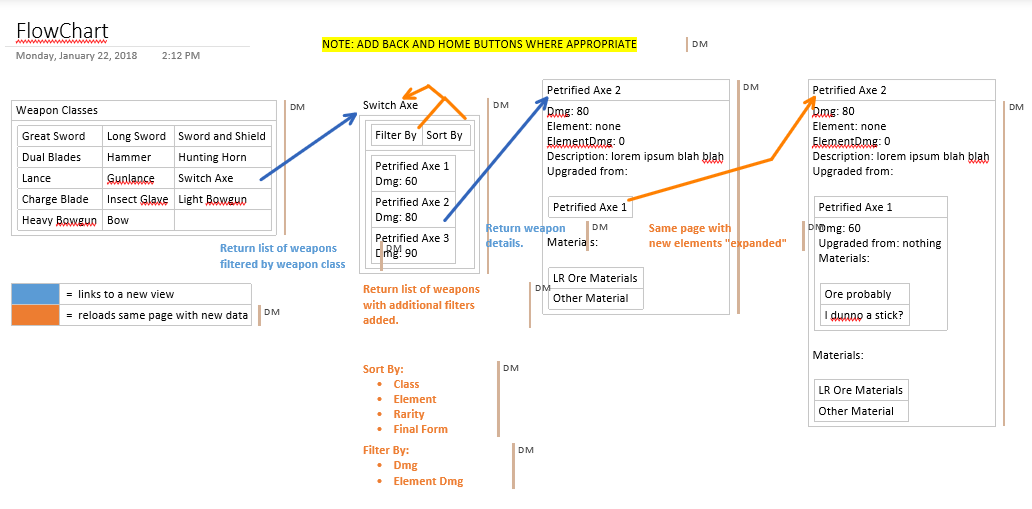 FlowChart
Monday, January 22, 2018 2:12 PM
NOTE: ADD BACK AND HOME BUTTONS WHERE APPROPRIATE
DM
Weapon Classes
DM
Great Sword Long Sword Sword and Shield
Dual Blades Hammer Hunting Horn
Lance Gunlance Switch Axe
Charge Blade Insect Glave Light Bowgun
Heavy Bowgun Bow
Return list of weapons
filtered by weapon class
= links to a new view
= reloads same page with new data
DM
Switch Axe
DM
Filter By Sort By
Petrified Axe 1
Dmg: 60
Petrified Axe 2
Dmg: 80
Petrified Axe 3
Dmg: 90
DM
Return list of weapons
with additional filters
added.
DM
Sort By:
• Class
• Element
• Rarity
• Final Form
DM
Filter By:
• Dmg
• Element Dmg
DM
Return weapon
details.
DM
Petrified Axe 2
DM
Dmg: 80
Element: none
ElementDmg: 0
Description: lorem ipsum blah blah
Upgraded from:
Petrified Axe 1
Materials:
LR Ore Materials
Other Material
Same page with
new elements "expanded"
DM
Petrified Axe 2
DM
Dmg: 80
Element: none
ElementDmg: 0
Description: lorem ipsum blah blah
Upgraded from:
Petrified Axe 1
Dmg: 60
Upgraded from: nothing
Materials:
Ore probably
I dunno a stick?
Materials:
LR Ore Materials
Other Material